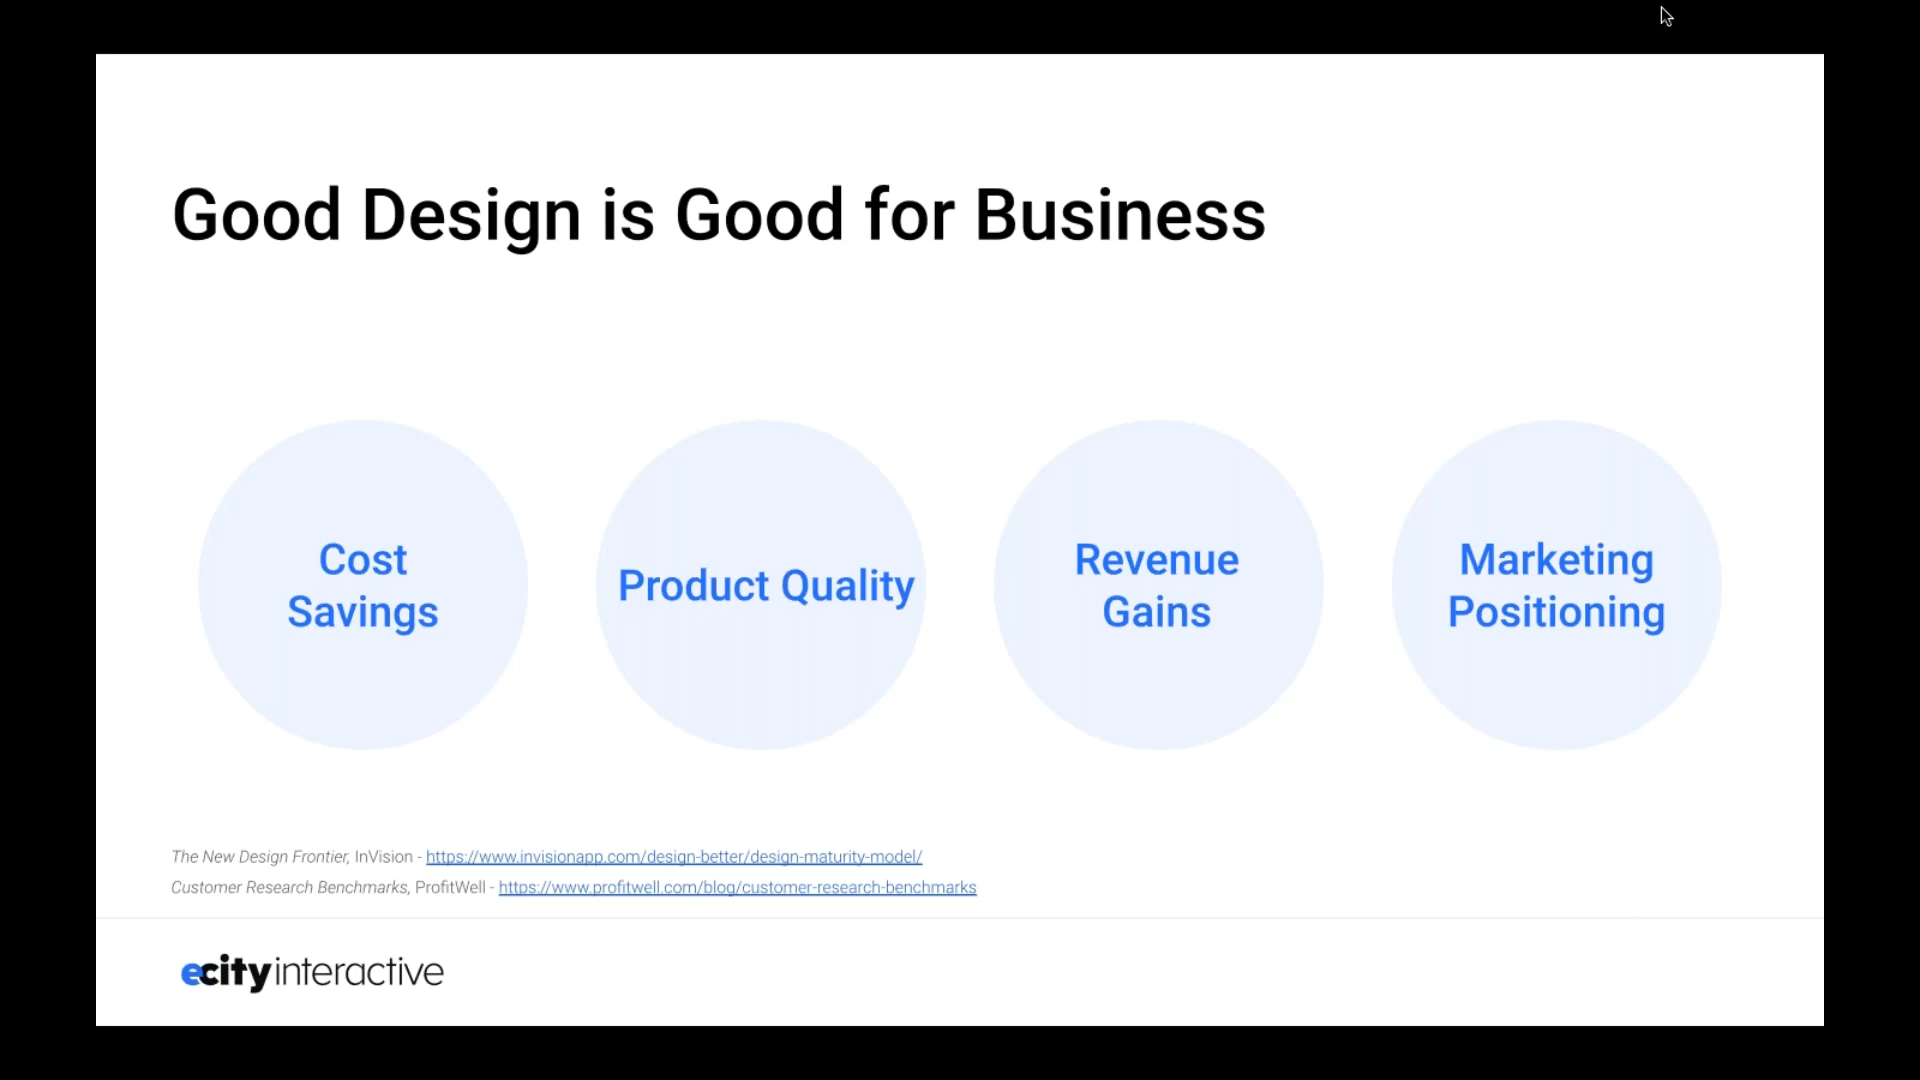 Good Design is Good for Business
Cost
Savings
Product Quality
Revenue
Gains
Marketing
Positioning
The New Design Frontier, InVision - https://www.invisionapp.com/design-better/design-maturity-model/
Customer Research Benchmarks, ProfitWell - https://www.profitwell.com/blog/customer-research-benchmarks
ecity interactive